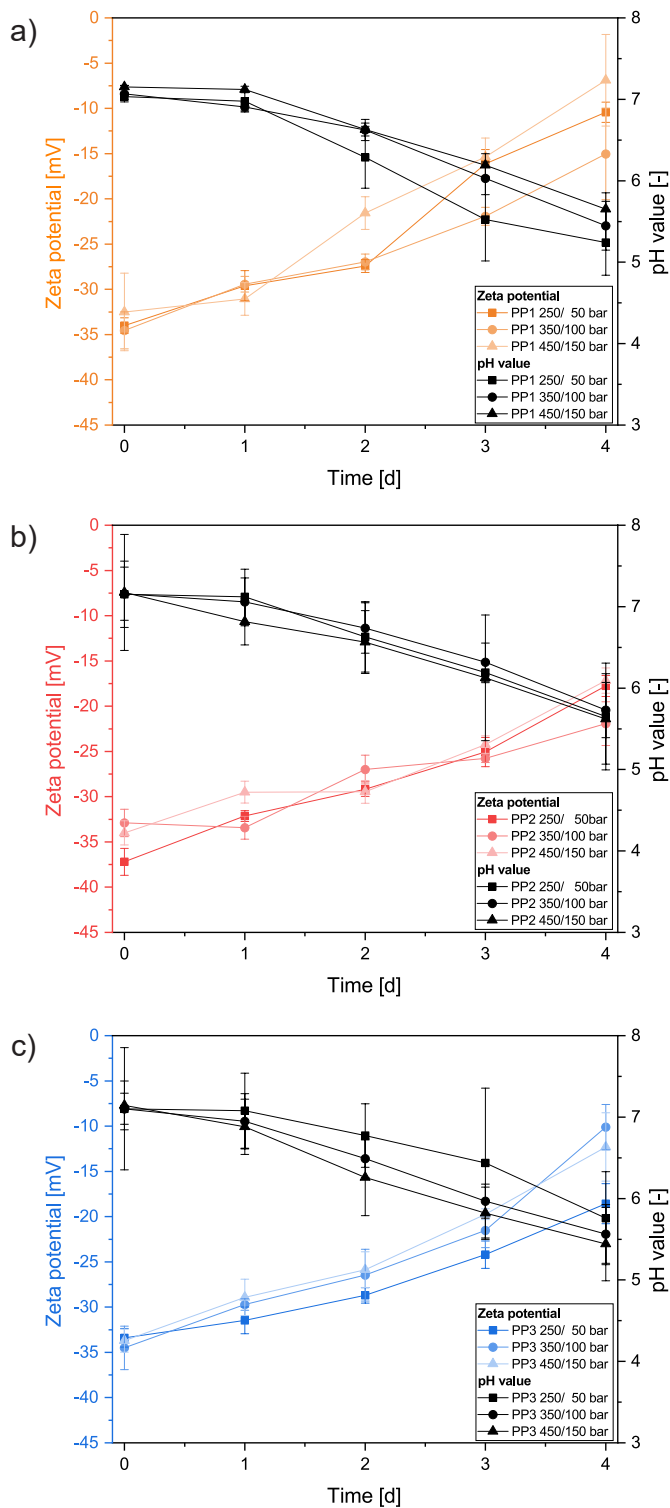 a)
0
-5
-10
-15
-20
-25
-30
-35
-40
-45
Zeta potential [mV]
8
7
6
5
4
3
pH value [-]
Zeta potential
PP1 250/ 50 bar
PP1 350/100 bar
PP1 450/150 bar
pH value
PP1 250/ 50 bar
PP1 350/100 bar
PP1 450/150 bar
0 1 2 3 4
Time [d]
b)
0
-5
-10
-15
-20
-25
-30
-35
-40
-45
Zeta potential [mV]
8
7
6
5
4
3
pH value [-]
Zeta potential
PP2 250/ 50bar
PP2 350/100 bar
PP2 450/150 bar
pH value
PP2 250/ 50bar
PP2 350/100 bar
PP2 450/150 bar
0 1 2 3 4
Time [d]
c)
0
-5
-10
-15
-20
-25
-30
-35
-40
-45
Zeta potential [mV]
8
7
6
5
4
3
pH value [-]
Zeta potential
PP3 250/ 50 bar
PP3 350/100 bar
PP3 450/150 bar
pH value
PP3 250/ 50 bar
PP3 350/100 bar
PP3 450/150 bar
0 1 2 3 4
Time [d]